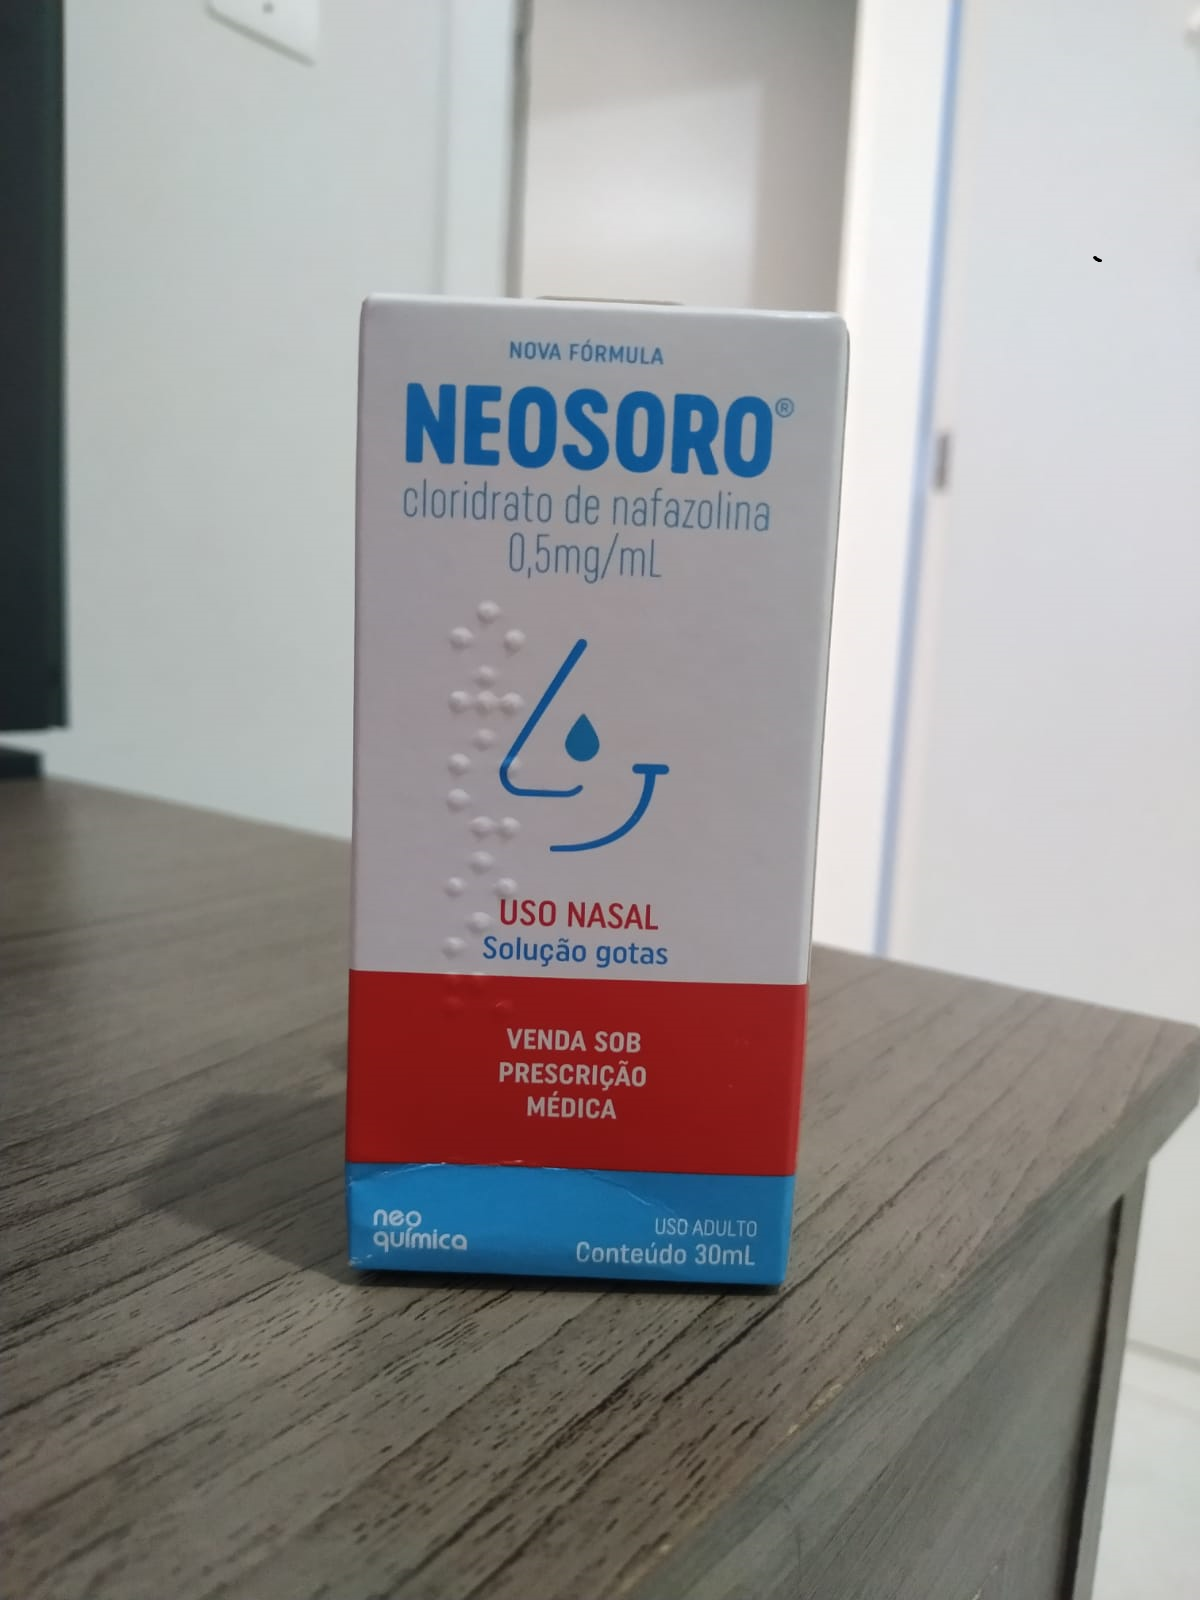 NOVA FÓRMULA
NEOSORO®
cloridrato de nafazolina
0,5mg/mL
USO NASAL
Solução gotas
VENDA SOB
PRESCRIÇÃO
MÉDICA
neo
química
USO ADULTO
Conteúdo 30mL